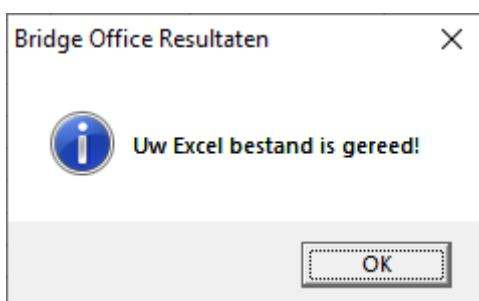 Bridge Office Resultaten
Uw Excel bestand is gereed!
OK